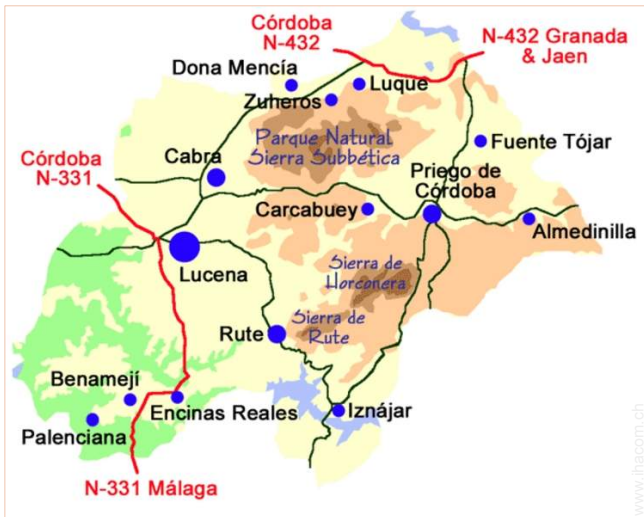 Córdoba
N-432
N-432 Granada
& Jaen
Dona Mencía
Luque
Zuheros
Parque Natural
Sierra Subbética
Fuente Tójar
Córdoba
N-331
Cabra
Priego de
Córdoba
Carcabuey
Almedinilla
Lucena
Sierra de
Horconera
Sierra de
Rute
Rute
Benamejí
Encinas Reales
Iznájar
Palenciana
N-331 Málaga
www.ihacom.ch